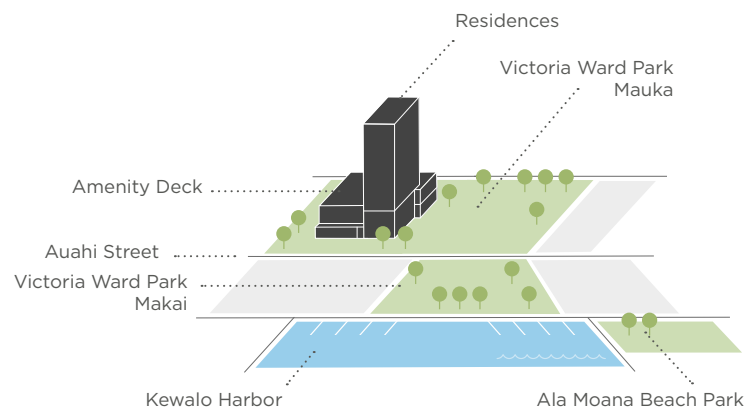 Residences
Victoria Ward Park
Mauka
Amenity Deck
Auahi Street
Victoria Ward Park
Makai
Kewalo Harbor
Ala Moana Beach Park